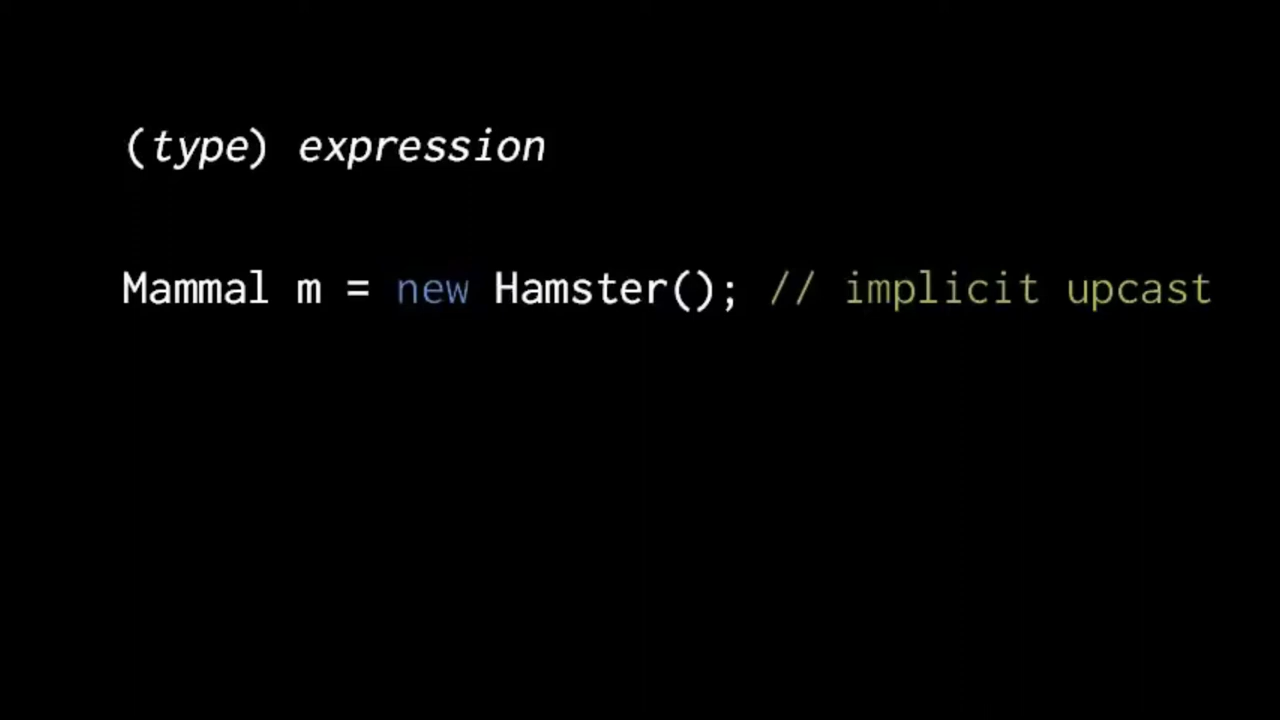 (type) expression
Mammal m = new Hamster(); // implicit upcast